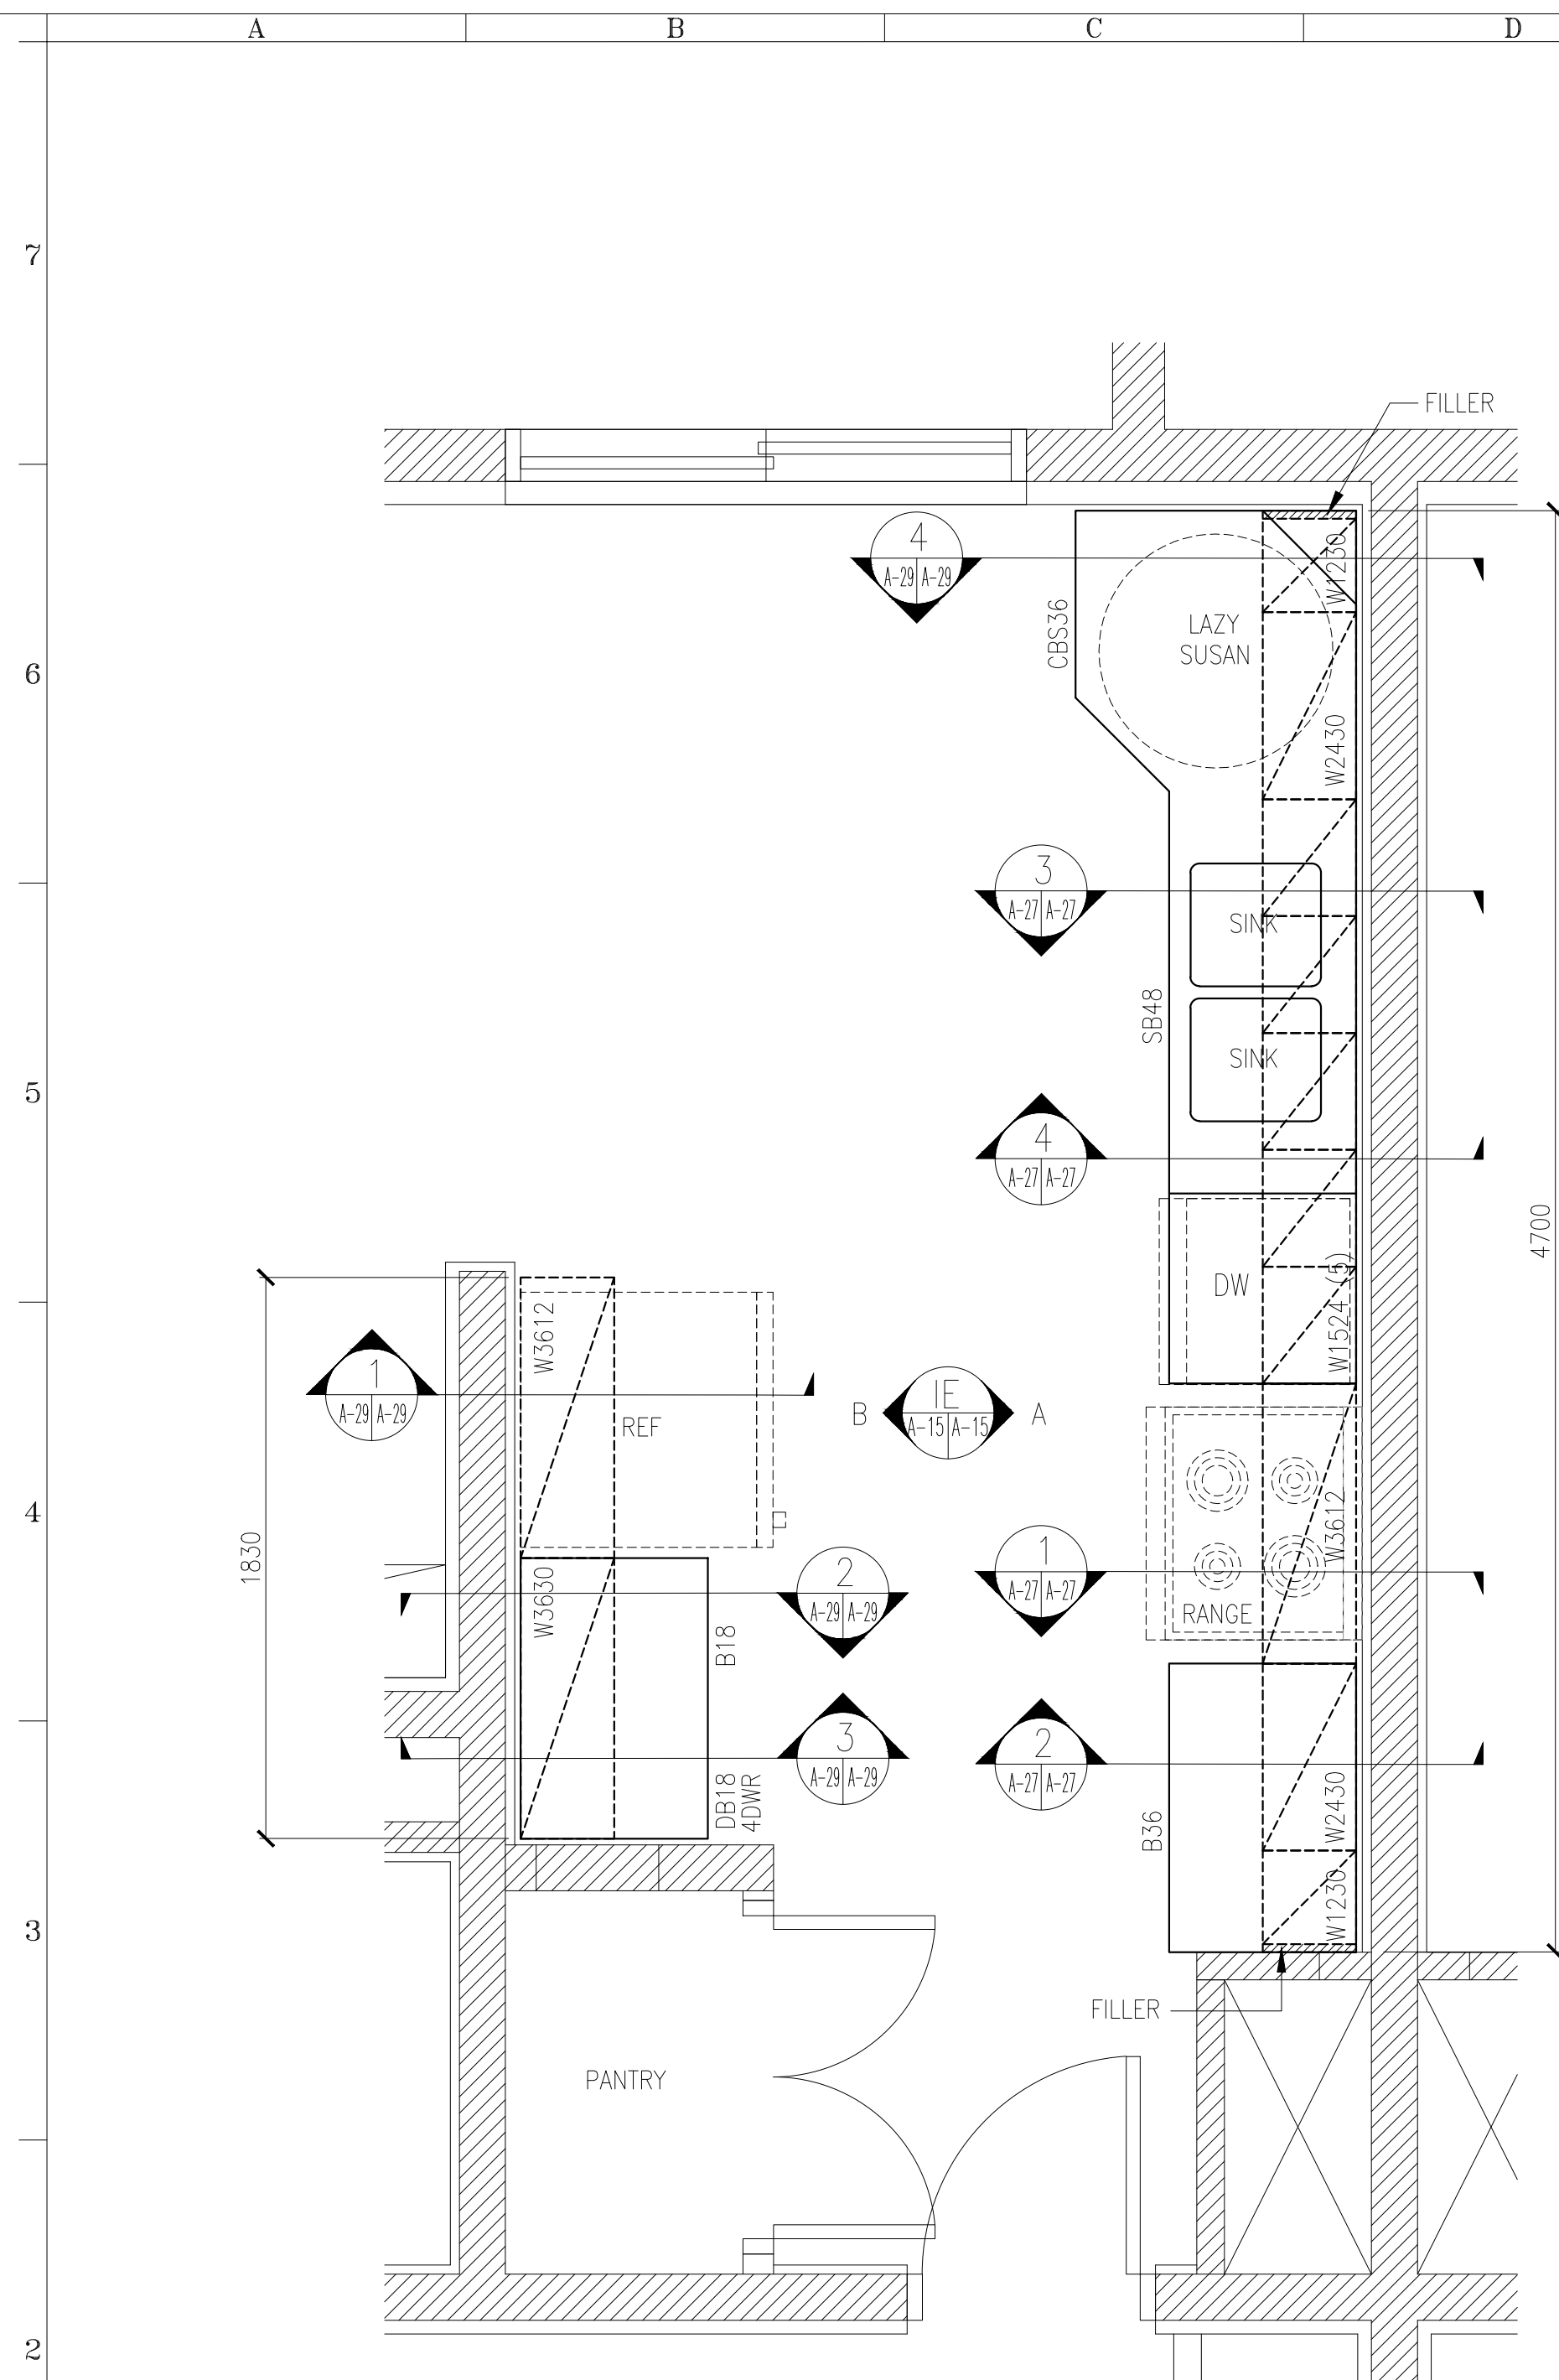 A
B
C
D
7
FILLER
4
A-29
A-29
W1230
CBS36
LAZY
SUSAN
6
W2430
3
A-27
A-27
SINK
SB48
SINK
5
4
A-27
A-27
4700
DW
W1524 (5)
W3612
1
A-29
A-29
REF
B
IE
A-15
A-15
A
4
W3612
1830
2
A-29
A-29
1
A-27
A-27
W3630
RANGE
B18
3
A-29
A-29
2
A-27
A-27
DB18
4DWR
W2430
B36
W1230
3
FILLER
PANTRY
2